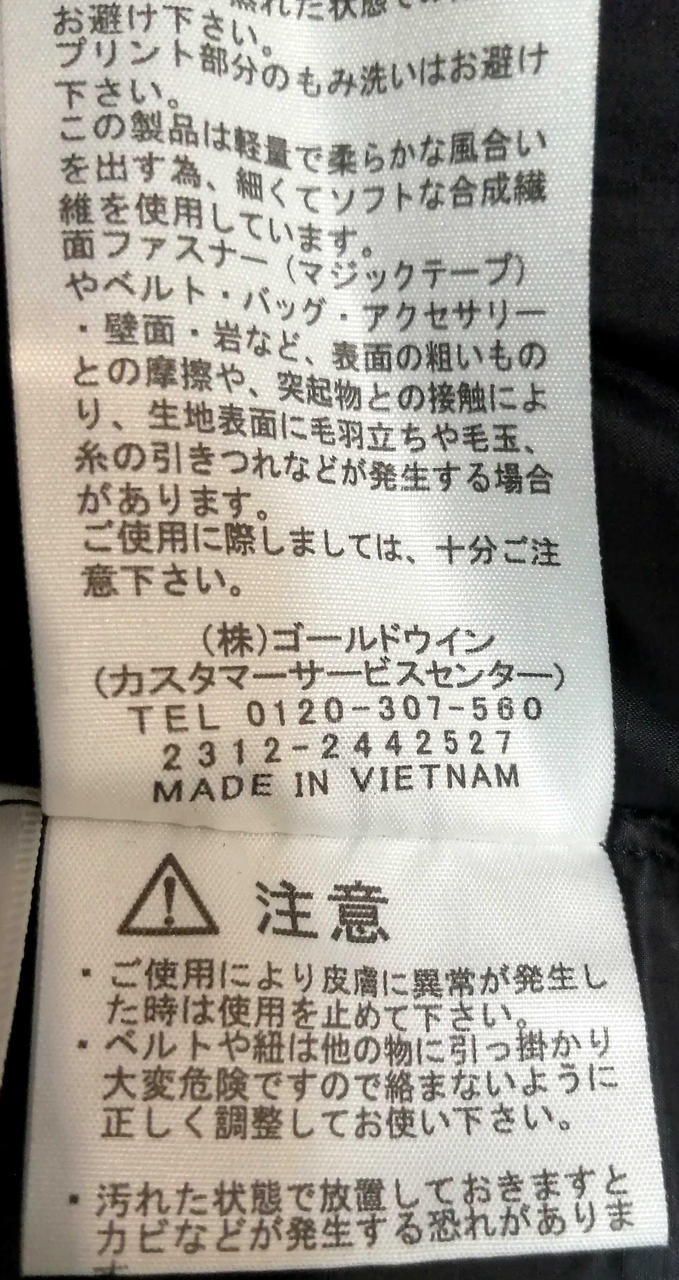 れた状態で
お避け下さい。
プリント部分のもみ洗いはお避け
下さい。
この製品は軽量で柔らかな風合い
を出す為、細くてソフトな合成繊
維を使用しています。
面ファスナー(マジックテープ)
やベルト・バッグ・アクセサリー
・壁面・岩など、表面の粗いもの
との摩擦や、突起物との接触によ
り、生地表面に毛羽立ちや毛玉、
糸の引きつれなどが発生する場合
があります。
ご使用に際しましては、十分ご注
意下さい。
(株)ゴールドウイン
(カスタマーサービスセンター)
TEL 0120-307-560
2312-2442527
MADE IN VIETNAM
注意
・ご使用により皮膚に異常が発生し
た時は使用を止めて下さい。
・ベルトや紐は他の物に引っ掛かり
大変危険ですので絡まないように
正しく調整してお使い下さい。
・汚れた状態で放置しておきますと
カビなどが発生する恐れがありま